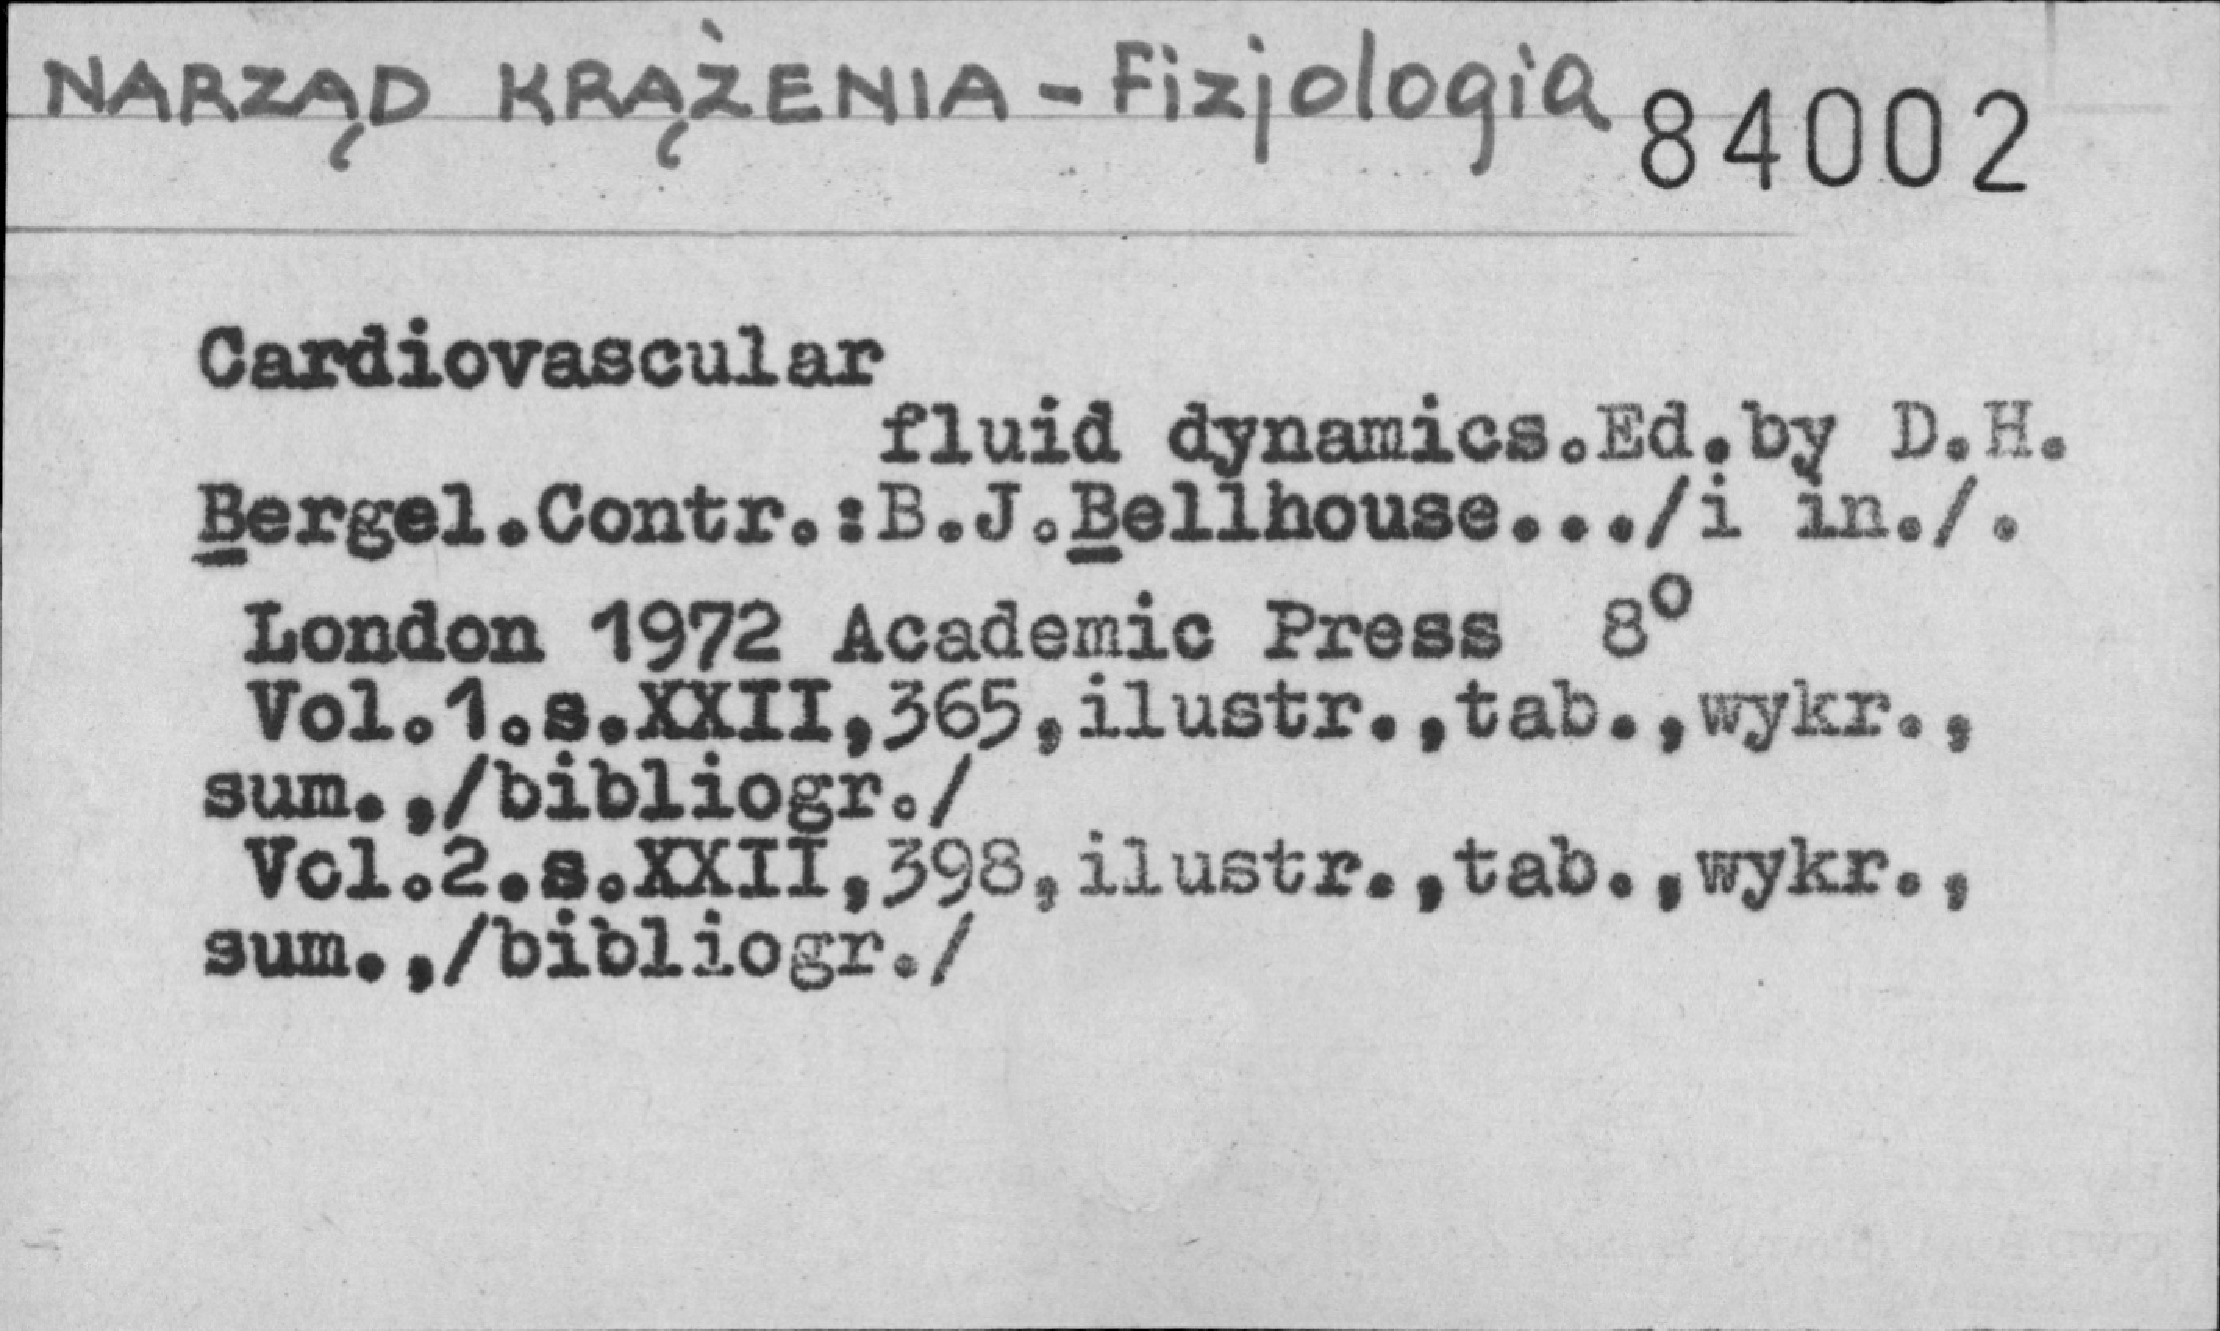 NARZĄD KRĄŻENIA - Fizjologia 84002
Cardiovascular
fluid dynamics.Ed.by D.H.
Bergel.Contr.:B.J.Bellhouse.../i in./.
London 1972 Academic Press 8°
Vol.1.s.XXII,365,ilustr.,tab.,wykr.,
sum.,/bibliogr./
Vol.2.s.XXII,398,ilustr.,tab.,wykr.,
sum.,/bibliogr./